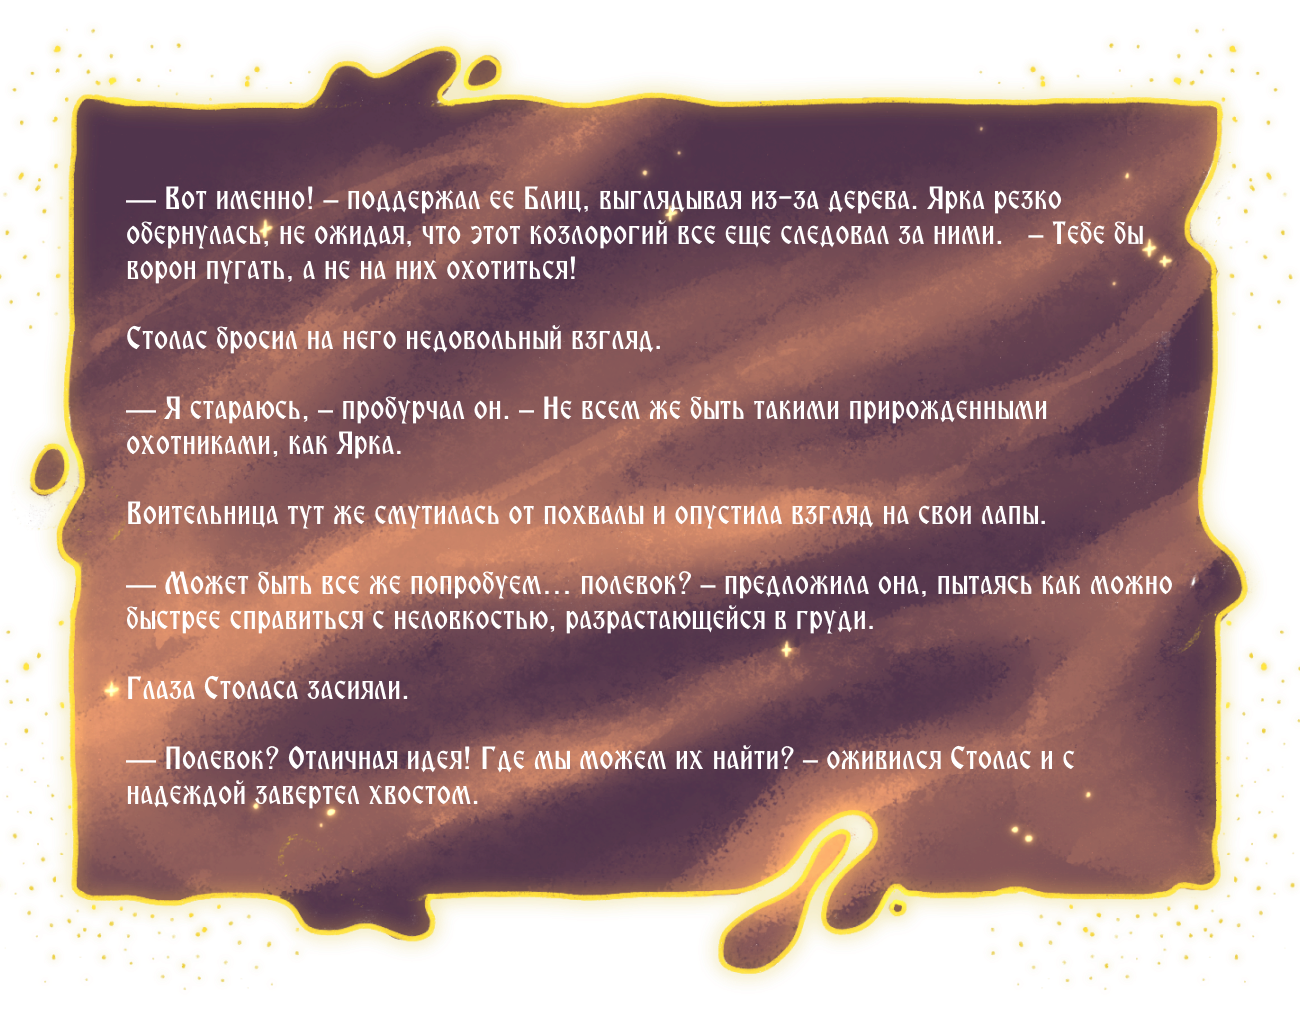 — Вот именно! – поддержал ее Блиц, выглядывая из-за дерева. Ярка резко
обернулась, не ожидая, что этот козлорогий все еще следовал за ними. – Тебе бы
ворон пугать, а не на них охотиться!
Столас бросил на него недовольный взгляд.
— Я стараюсь, – пробурчал он. – Не всем же быть такими прирожденными
охотниками, как Ярка.
Воительница тут же смутилась от похвалы и опустила взгляд на свои лапы.
— Может быть все же попробуем... полевок? – предложила она, пытаясь как можно
быстрее справиться с неловкостью, разрастающейся в груди.
Глаза Столаса засияли.
— Полевок? Отличная идея! Где мы можем их найти? – оживился Столас и с
надеждой завертел хвостом.